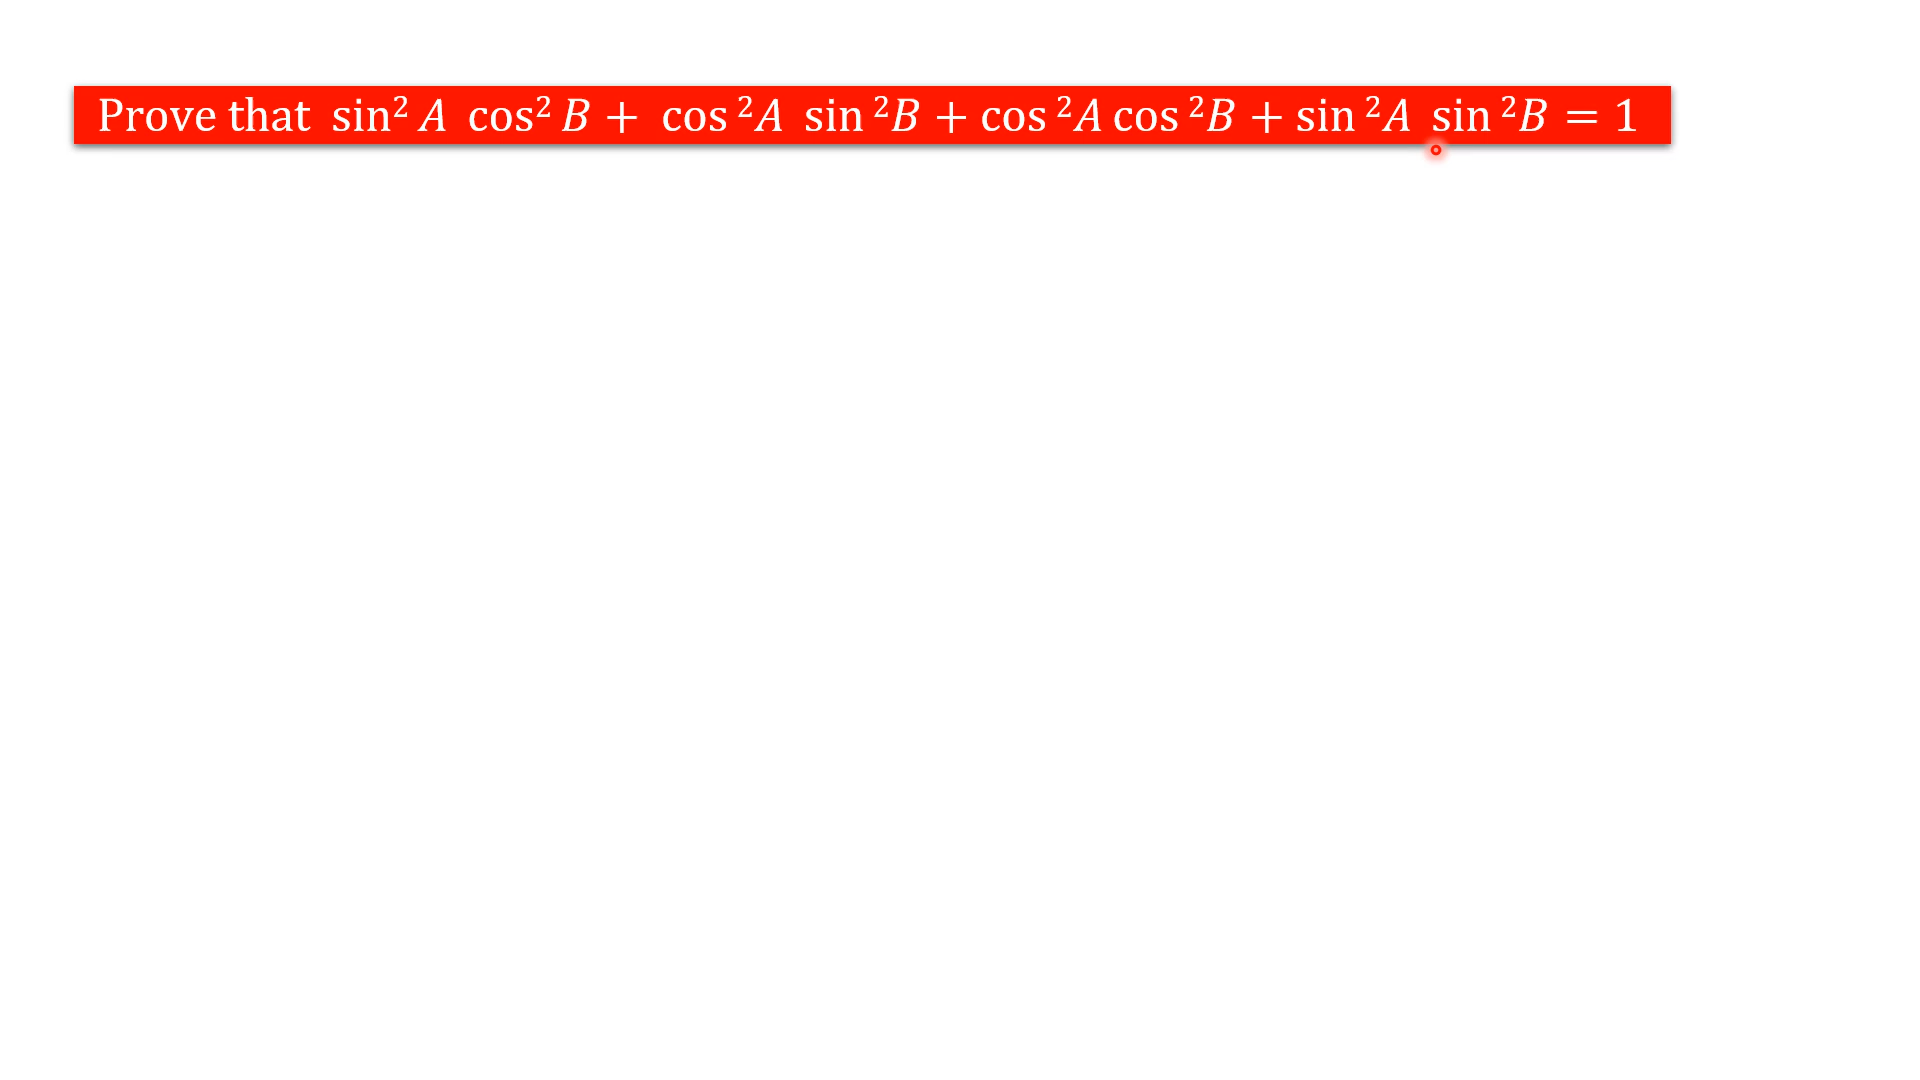 Prove that sin² A cos² B + cos ²A sin ²B + cos ²A cos ²B + sin ²A sin ²B = 1